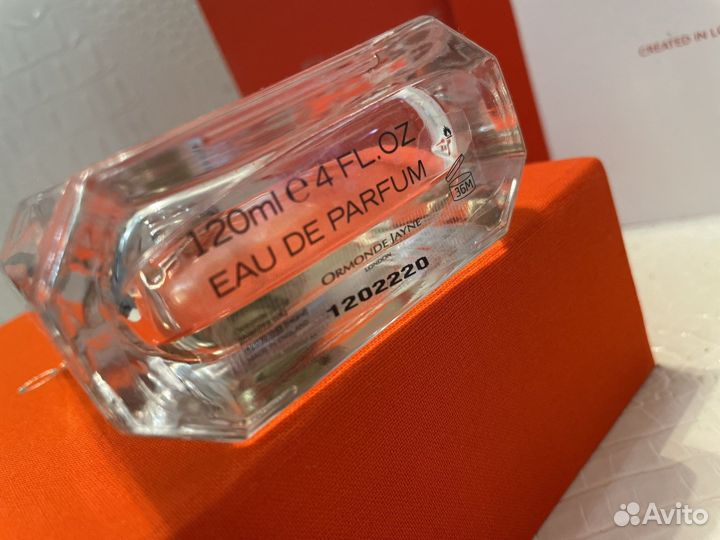 CREATED IN LO
120ml e 4 FL.OZ
EAU DE PARFUM
36M
ORMONDE JAYNE
LONDON
1202220
Avito